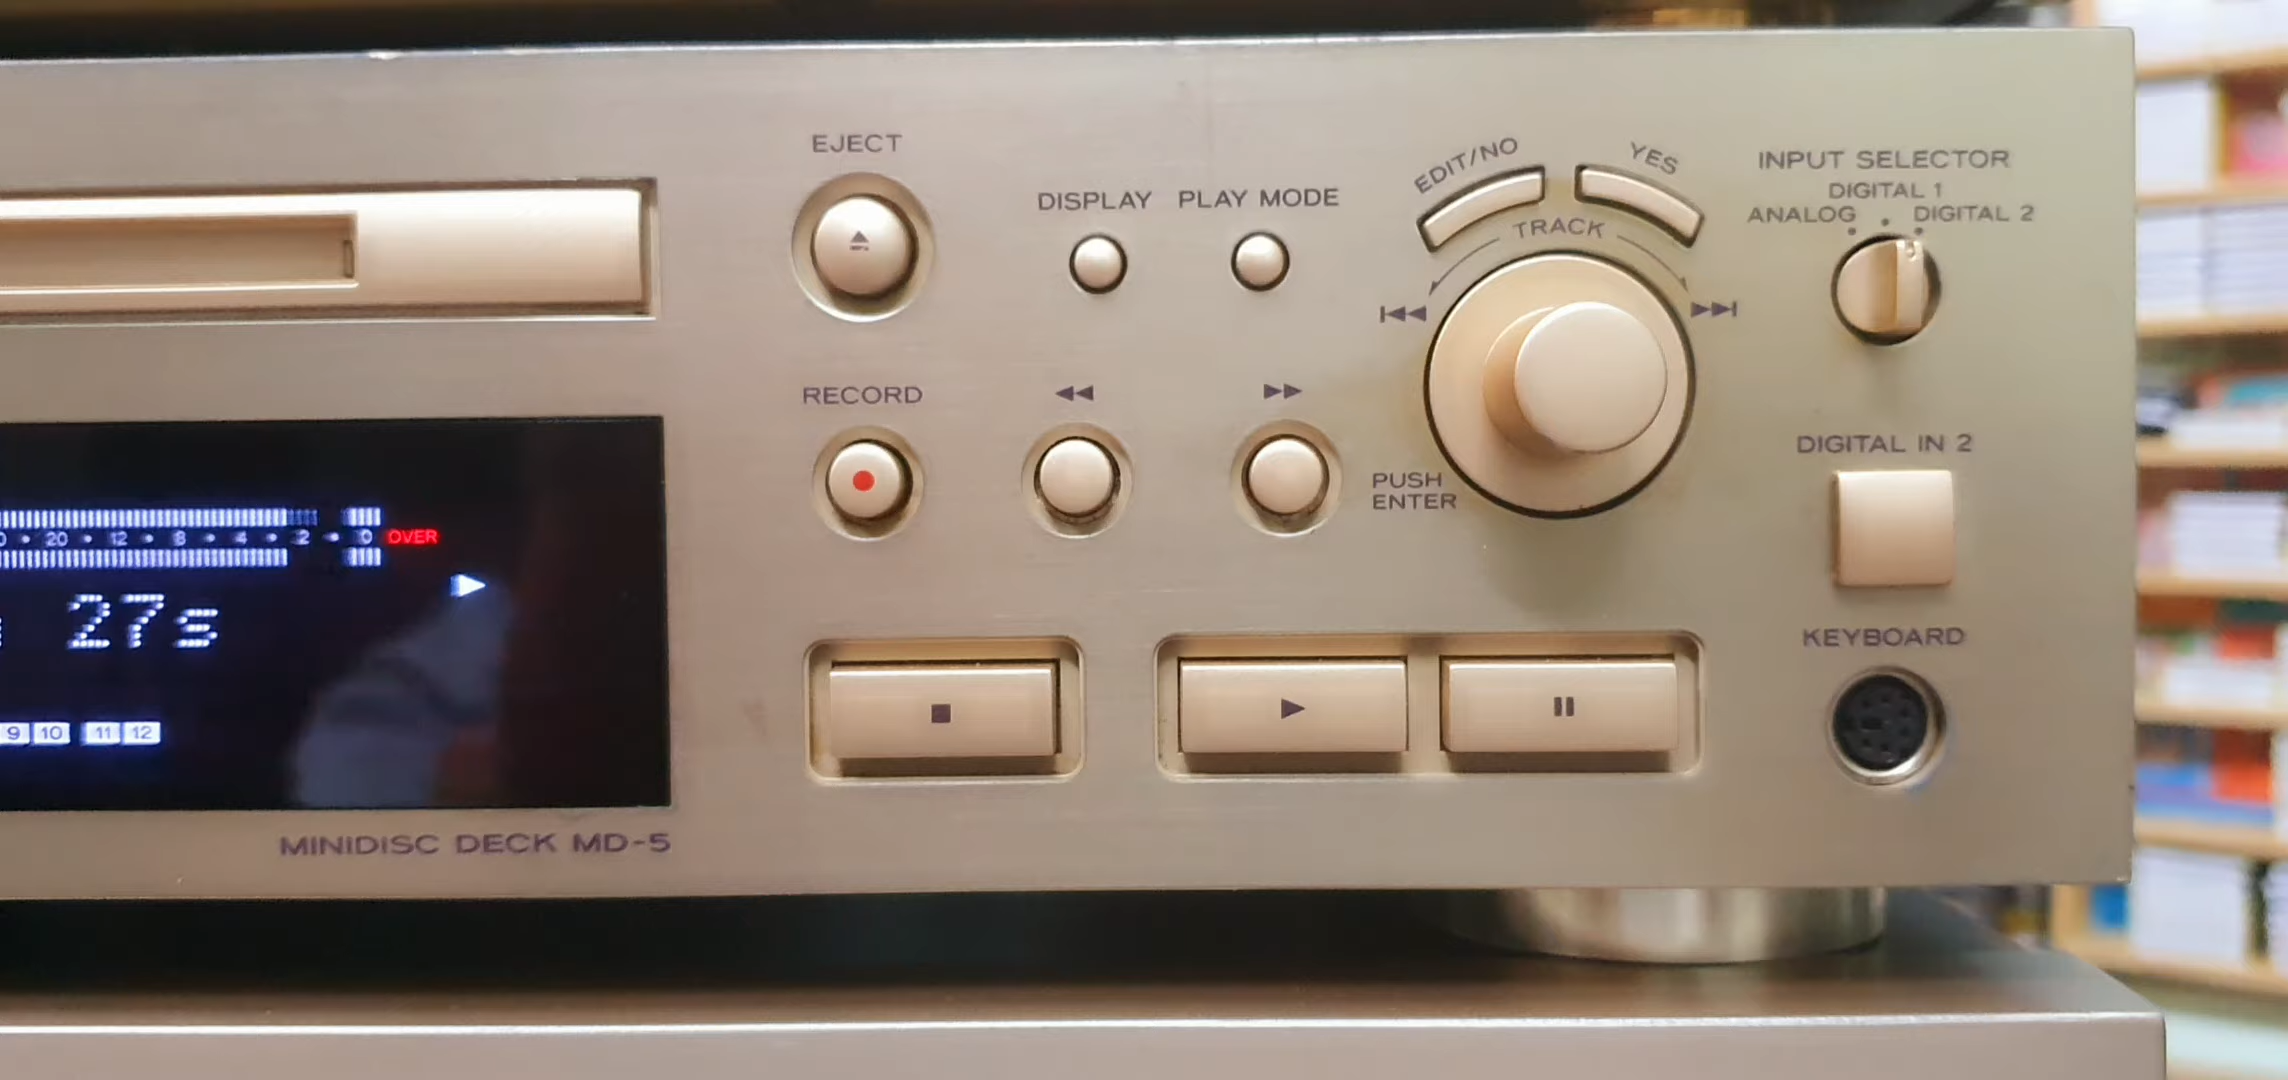 EJECT
DISPLAY PLAY MODE
EDIT/NO YES
TRACK
INPUT SELECTOR
DIGITAL 1
ANALOG DIGITAL 2
RECORD
PUSH
ENTER
DIGITAL IN 2
20 12 8 4 2 0 OVER
27s
9 10 11 12
KEYBOARD
MINIDISC DECK MD-5